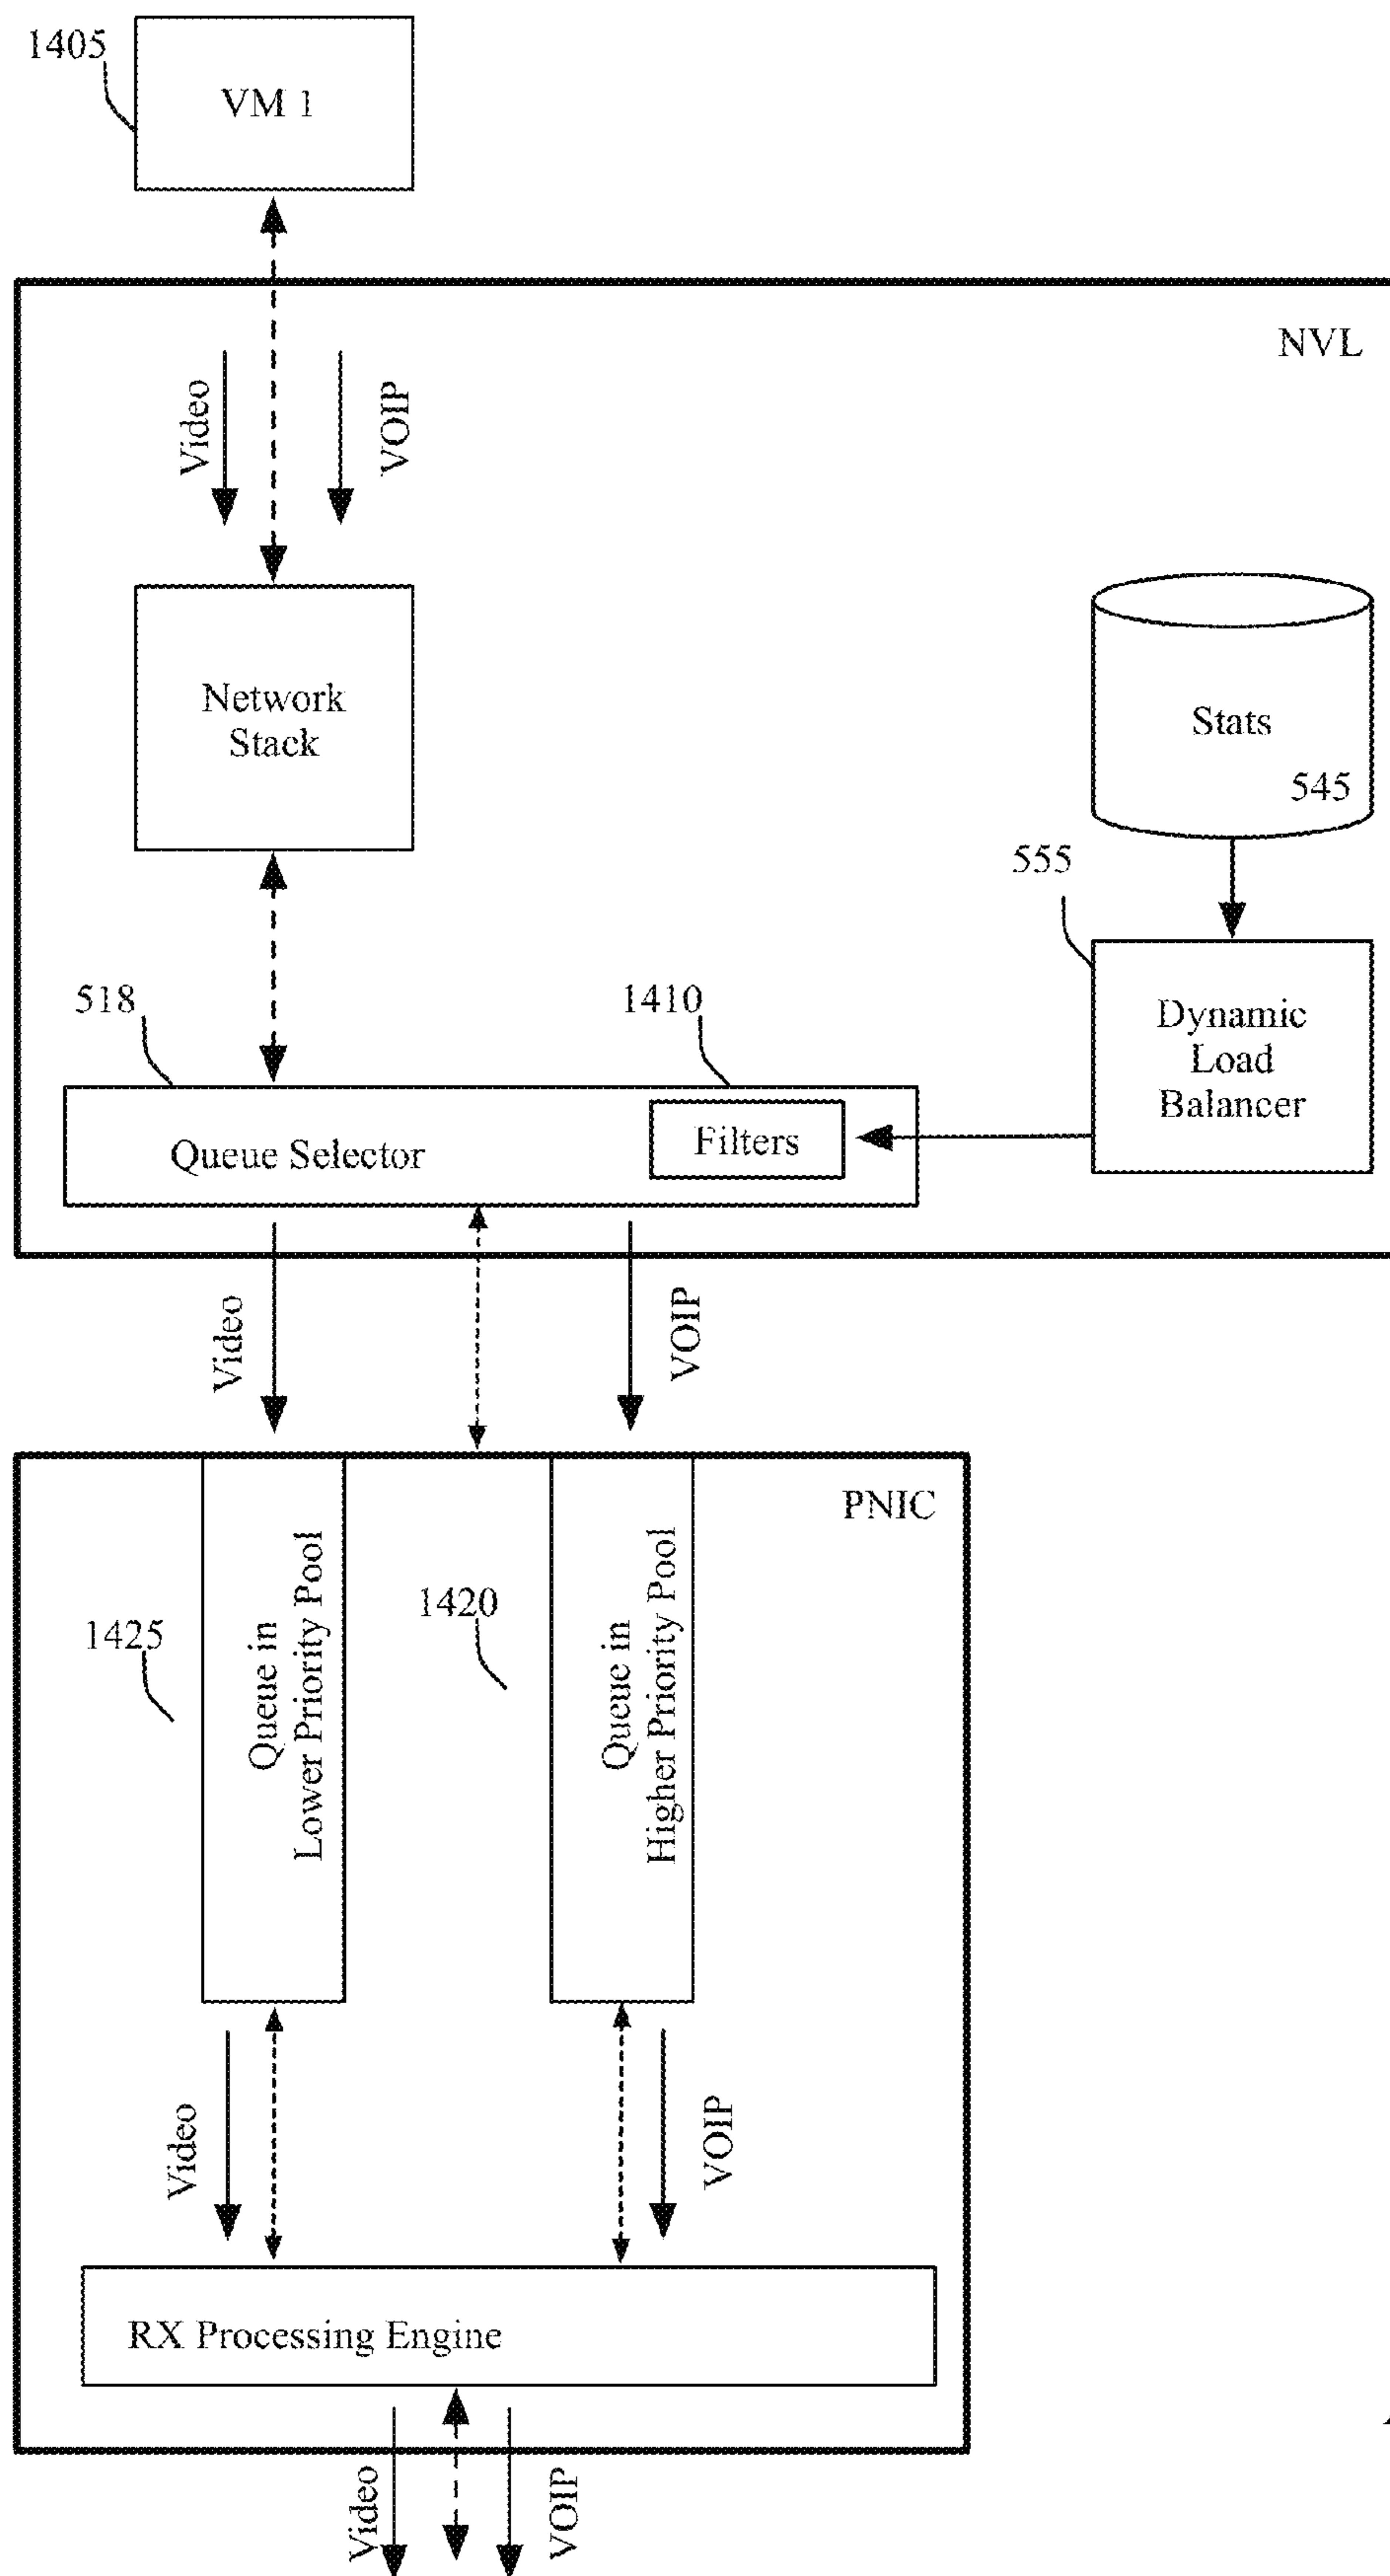 1405
VM 1
NVL
Video
VOIP
Network
Stack
Stats
545
555
518
1410
Dynamic
Load
Balancer
Queue Selector
Filters
Video
VOIP
PNIC
1425
Queue in
Lower Priority Pool
1420
Queue in
Higher Priority Pool
Video
VOIP
RX Processing Engine
Video
VOIP